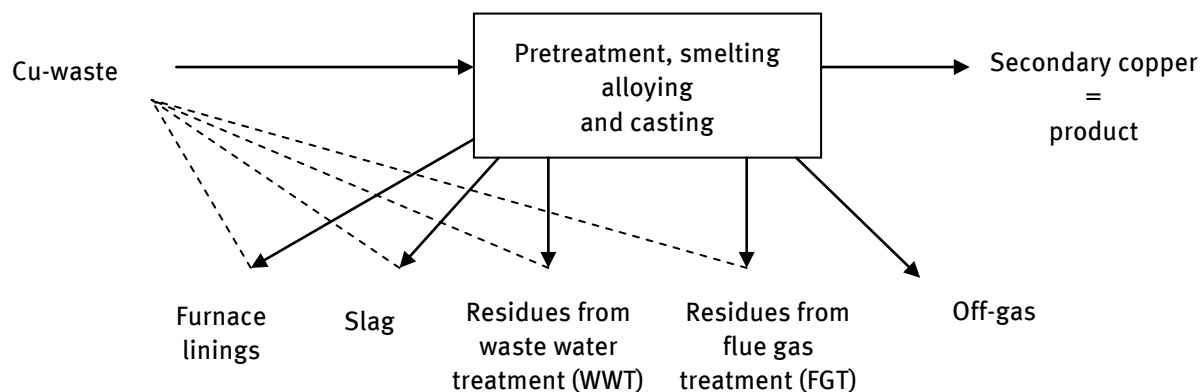 Cu-waste
Pretreatment, smelting
alloying
and casting
Secondary copper
=
product
Furnace
linings
Slag
Residues from
waste water
treatment (WWT)
Residues from
flue gas
treatment (FGT)
Off-gas